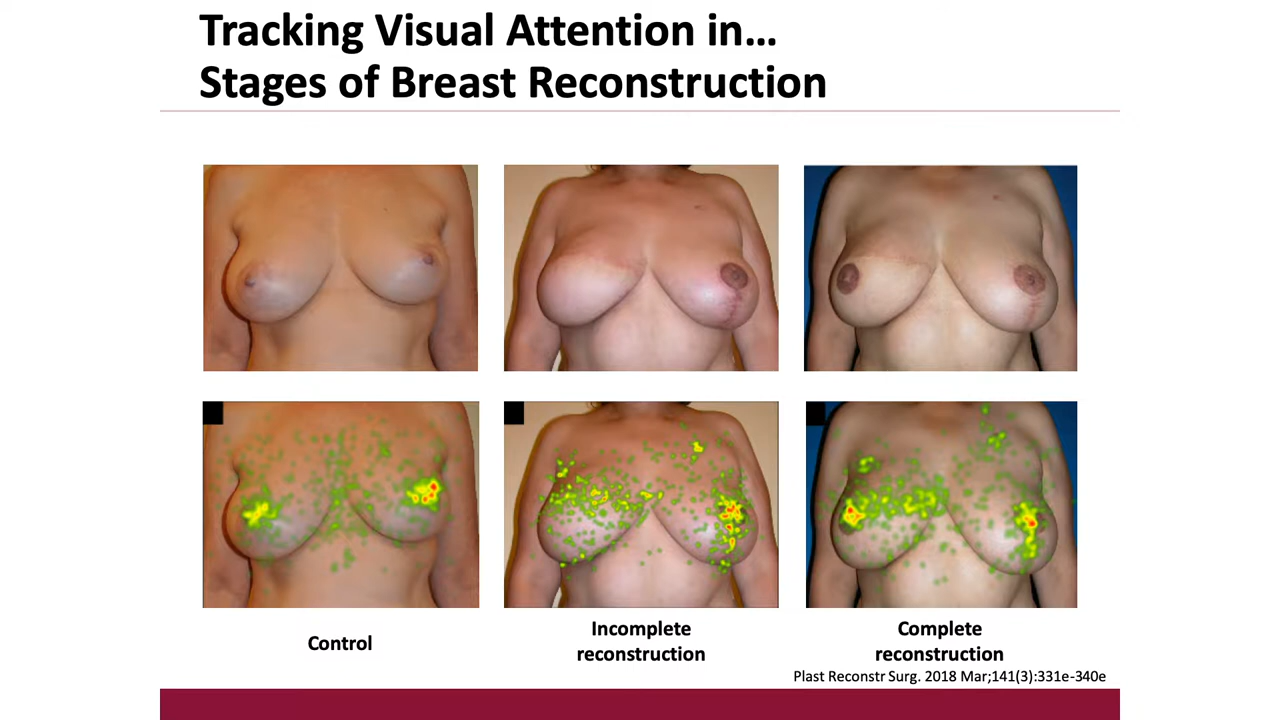 Tracking Visual Attention in…
Stages of Breast Reconstruction
Control
Incomplete
reconstruction
Complete
reconstruction
Plast Reconstr Surg. 2018 Mar;141(3):331e-340e